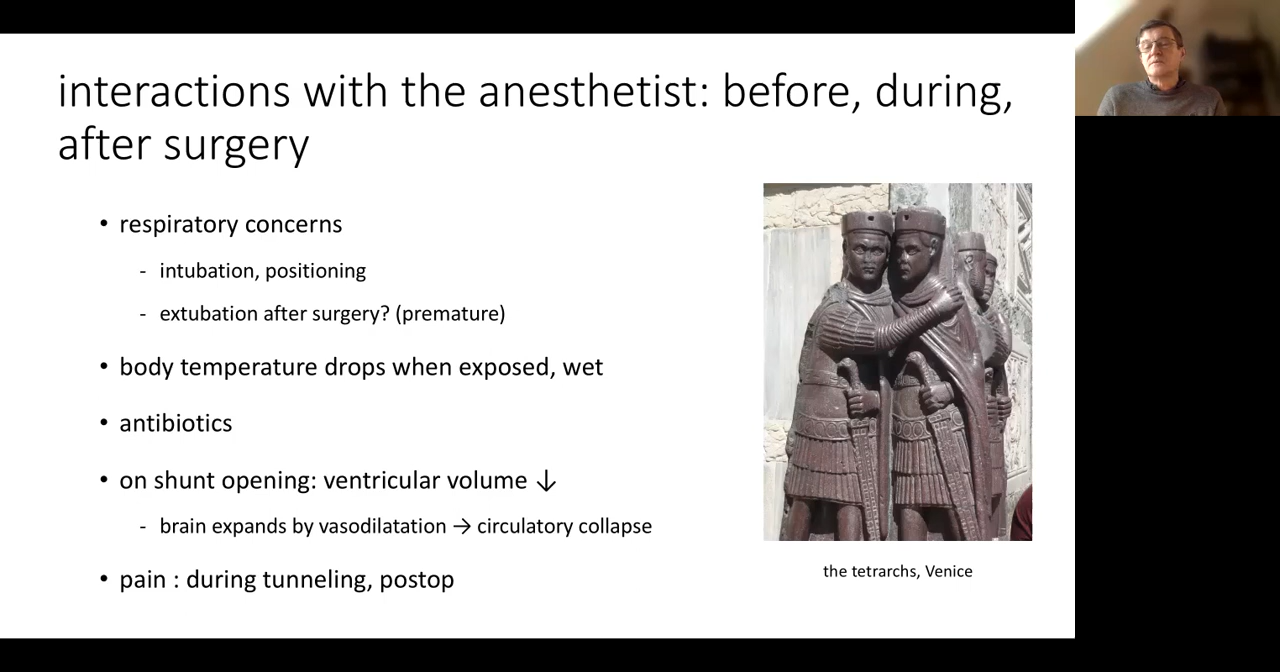 interactions with the anesthetist: before, during,
after surgery
• respiratory concerns
- intubation, positioning
- extubation after surgery? (premature)
• body temperature drops when exposed, wet
• antibiotics
• on shunt opening: ventricular volume ↓
- brain expands by vasodilatation → circulatory collapse
• pain : during tunneling, postop
the tetrarchs, Venice